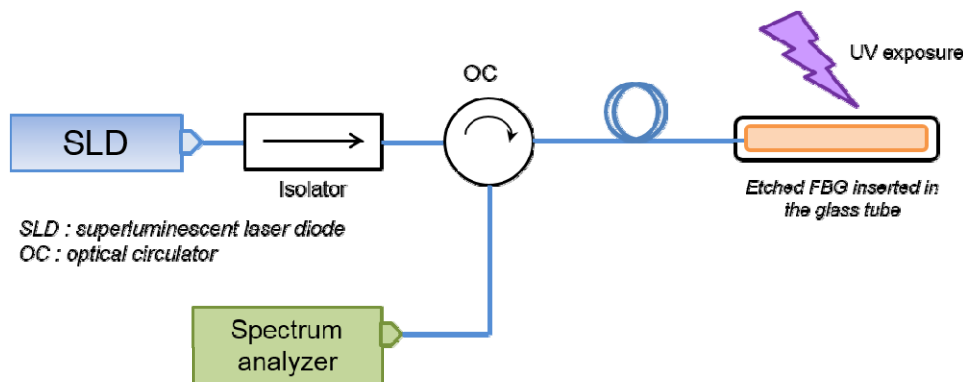 UV exposure
OC
SLD
Isolator
Etched FBG inserted in
the glass tube
SLD : superluminescent laser diode
OC : optical circulator
Spectrum
analyzer